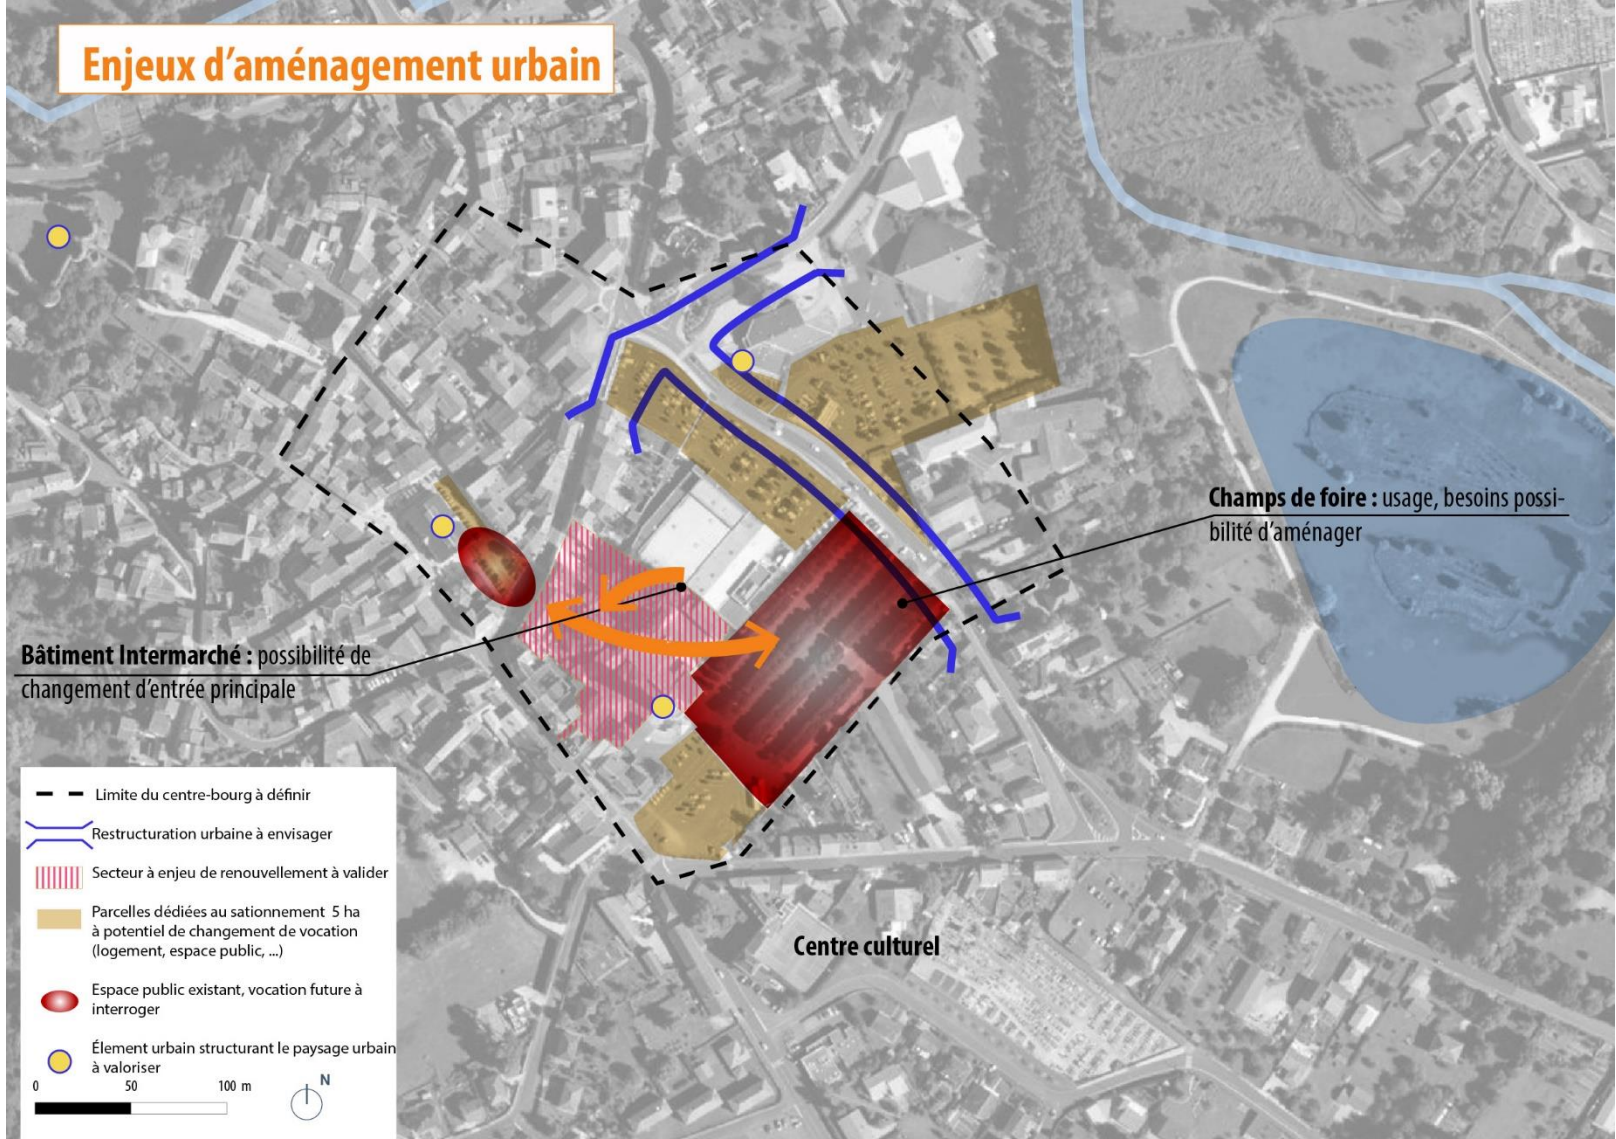 Enjeux d'aménagement urbain
Champs de foire : usage, besoins possi-
bilité d'aménager
Bâtiment Intermarché : possibilité de
changement d'entrée principale
Centre culturel
Limite du centre-bourg à définir
Restructuration urbaine à envisager
Secteur à enjeu de renouvellement à valider
Parcelles dédiées au sationnement 5 ha
à potentiel de changement de vocation
(logement, espace public, ...)
Espace public existant, vocation future à
interroger
Élement urbain structurant le paysage urbain
à valoriser
0 50 100 m
N